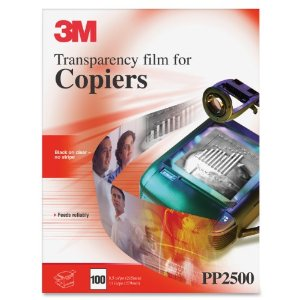 3M
Transparency film for
Copiers
Black on clear –
no stripe
• Feeds reliably
100
PP2500